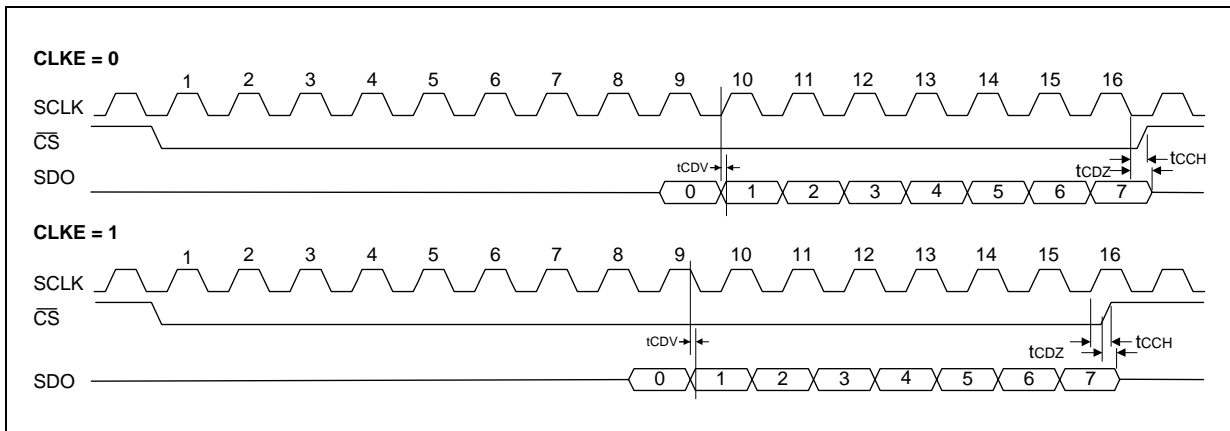 CLKE = 0
1 2 3 4 5 6 7 8 9 10 11 12 13 14 15 16
SCLK
CS
tCDV
tCCH
tCDZ
SDO
0 1 2 3 4 5 6 7
CLKE = 1
1 2 3 4 5 6 7 8 9 10 11 12 13 14 15 16
SCLK
CS
tCDV
tCDZ
tCCH
SDO
0 1 2 3 4 5 6 7